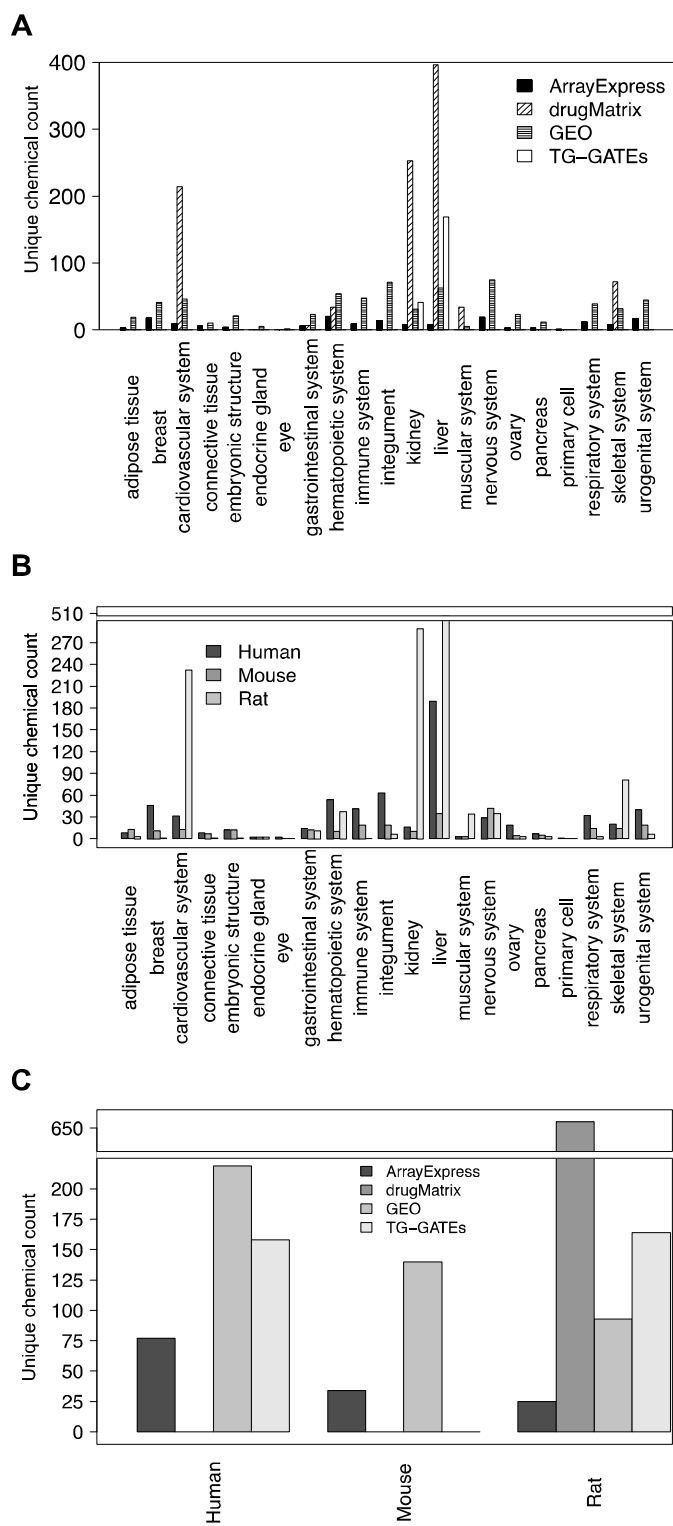 A
Unique chemical count
400
300
200
100
0
ArrayExpress
drugMatrix
GEO
TG–GATEs
adipose tissue
breast
cardiovascular system
connective tissue
embryonic structure
endocrine gland
eye
gastrointestinal system
hematopoietic system
immune system
integument
kidney
liver
muscular system
nervous system
ovary
pancreas
primary cell
respiratory system
skeletal system
urogenital system
B
Unique chemical count
510
270
240
210
180
150
120
90
60
30
0
Human
Mouse
Rat
adipose tissue
breast
cardiovascular system
connective tissue
embryonic structure
endocrine gland
eye
gastrointestinal system
hematopoietic system
immune system
integument
kidney
liver
muscular system
nervous system
ovary
pancreas
primary cell
respiratory system
skeletal system
urogenital system
C
Unique chemical count
650
200
175
150
125
100
75
50
25
0
ArrayExpress
drugMatrix
GEO
TG–GATEs
Human
Mouse
Rat